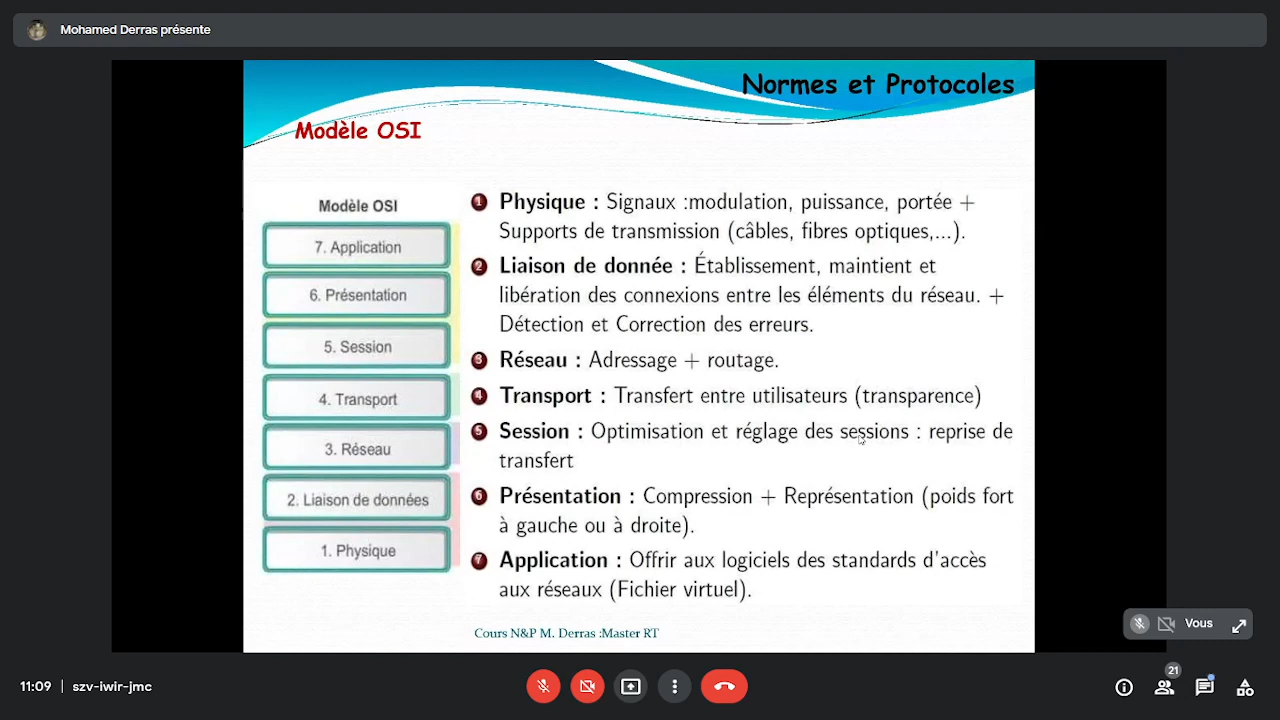 Mohamed Derras présente
Normes et Protocoles
Modèle OSI
Modèle OSI
7. Application
6. Présentation
5. Session
4. Transport
3. Réseau
2. Liaison de données
1. Physique
1 Physique : Signaux :modulation, puissance, portée +
Supports de transmission (câbles, fibres optiques,...).
2 Liaison de donnée : Établissement, maintient et
libération des connexions entre les éléments du réseau. +
Détection et Correction des erreurs.
3 Réseau : Adressage + routage.
4 Transport : Transfert entre utilisateurs (transparence)
5 Session : Optimisation et réglage des sessions : reprise de
transfert
6 Présentation : Compression + Représentation (poids fort
à gauche ou à droite).
7 Application : Offrir aux logiciels des standards d'accès
aux réseaux (Fichier virtuel).
Cours N&P M. Derras :Master RT
Vous
11:09 | szv-iwir-jmc
21